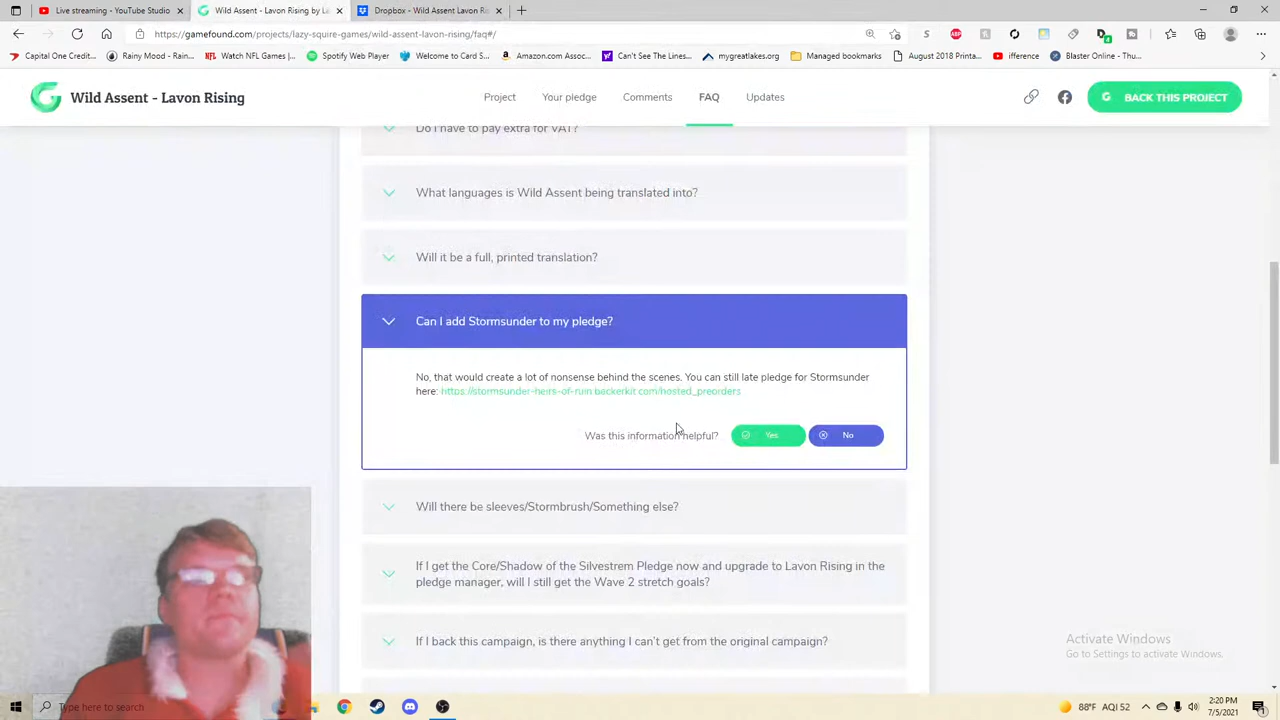 Live streaming - YouTube Studio
Wild Assent - Lavon Rising by L
Dropbox - Wild Assent Lavon R
https://gamefound.com/projects/lazy-squire-games/wild-assent-lavon-rising/faq#/
Capital One Credit...
Rainy Mood - Rain...
Watch NFL Games |...
Spotify Web Player
Welcome to Card S...
Amazon.com Assoc...
Can't See The Lines...
mygreatlakes.org
Managed bookmarks
August 2018 Printa...
ifference
Blaster Online - Thu...
Wild Assent - Lavon Rising
Project
Your pledge
Comments
FAQ
Updates
BACK THIS PROJECT
Do I have to pay extra for VAT?
What languages is Wild Assent being translated into?
Will it be a full, printed translation?
Can I add Stormsunder to my pledge?
No, that would create a lot of nonsense behind the scenes. You can still late pledge for Stormsunder
here: https://stormsunder-heirs-of-ruin.backerkit.com/hosted_preorders
Was this information helpful?
Yes
No
Will there be sleeves/Stormbrush/Something else?
If I get the Core/Shadow of the Silvestrem Pledge now and upgrade to Lavon Rising in the
pledge manager, will I still get the Wave 2 stretch goals?
If I back this campaign, is there anything I can't get from the original campaign?
Activate Windows
Go to Settings to activate Windows.
Type here to search
88°F AQI 52
2:20 PM
7/5/2021